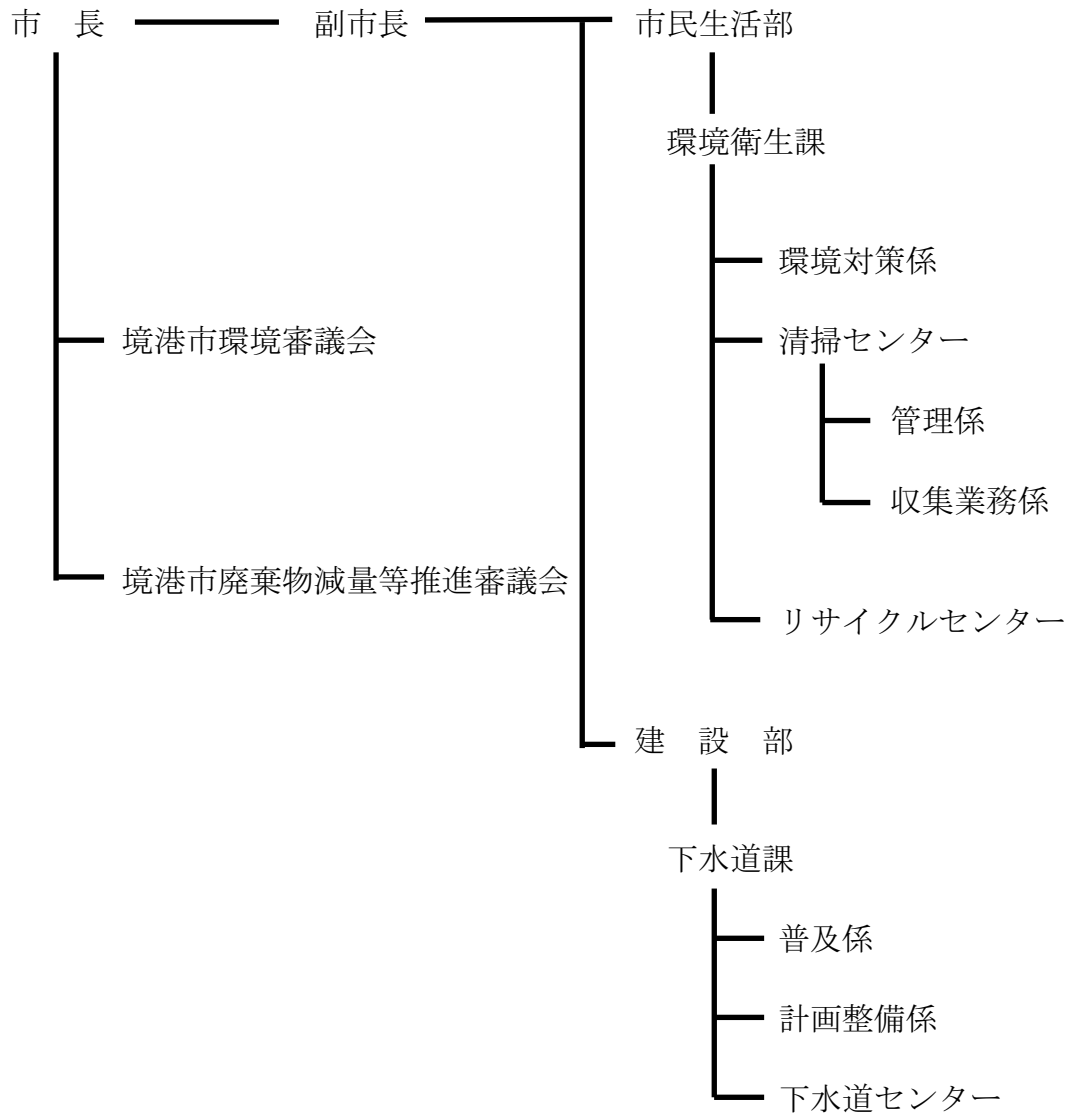 市　長　副市長　市民生活部
環境衛生課
環境対策係
境港市環境審議会　清掃センター
管理係
収集業務係
境港市廃棄物減量等推進審議会
リサイクルセンター
建　設　部
下水道課
普及係
計画整備係
下水道センター